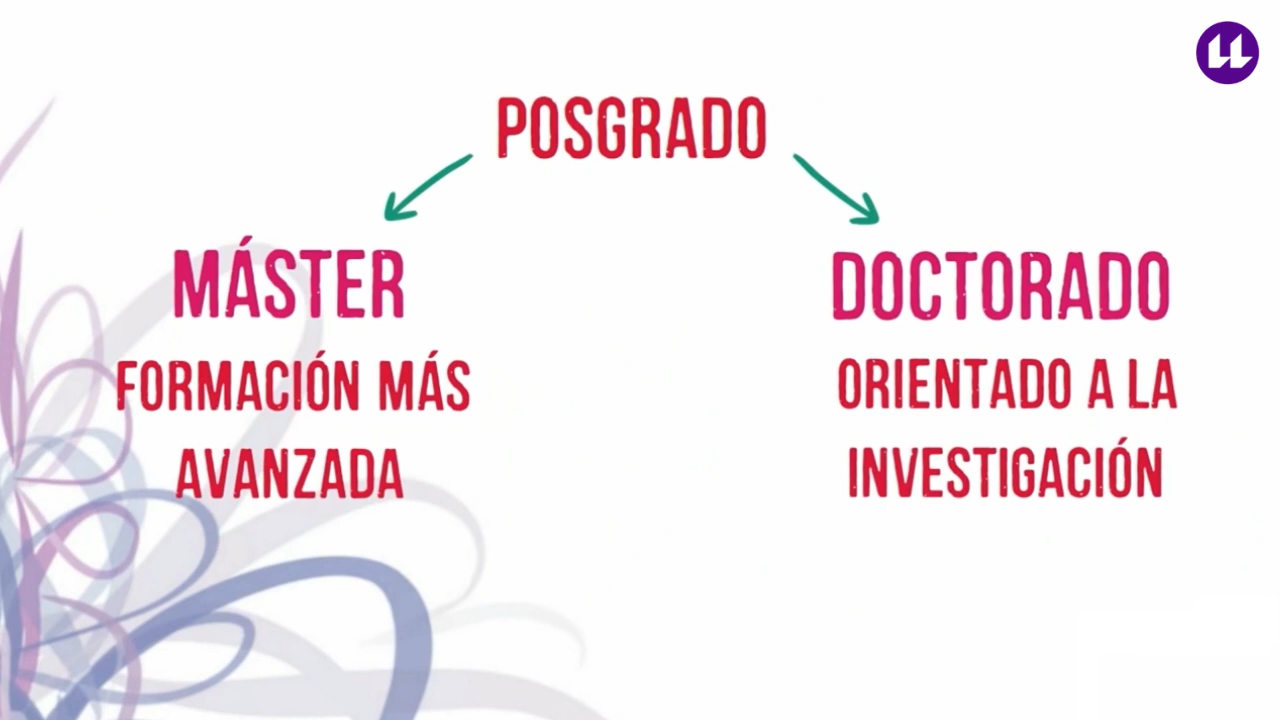 POSGRADO
MÁSTER
FORMACIÓN MÁS
AVANZADA
DOCTORADO
ORIENTADO A LA
INVESTIGACIÓN